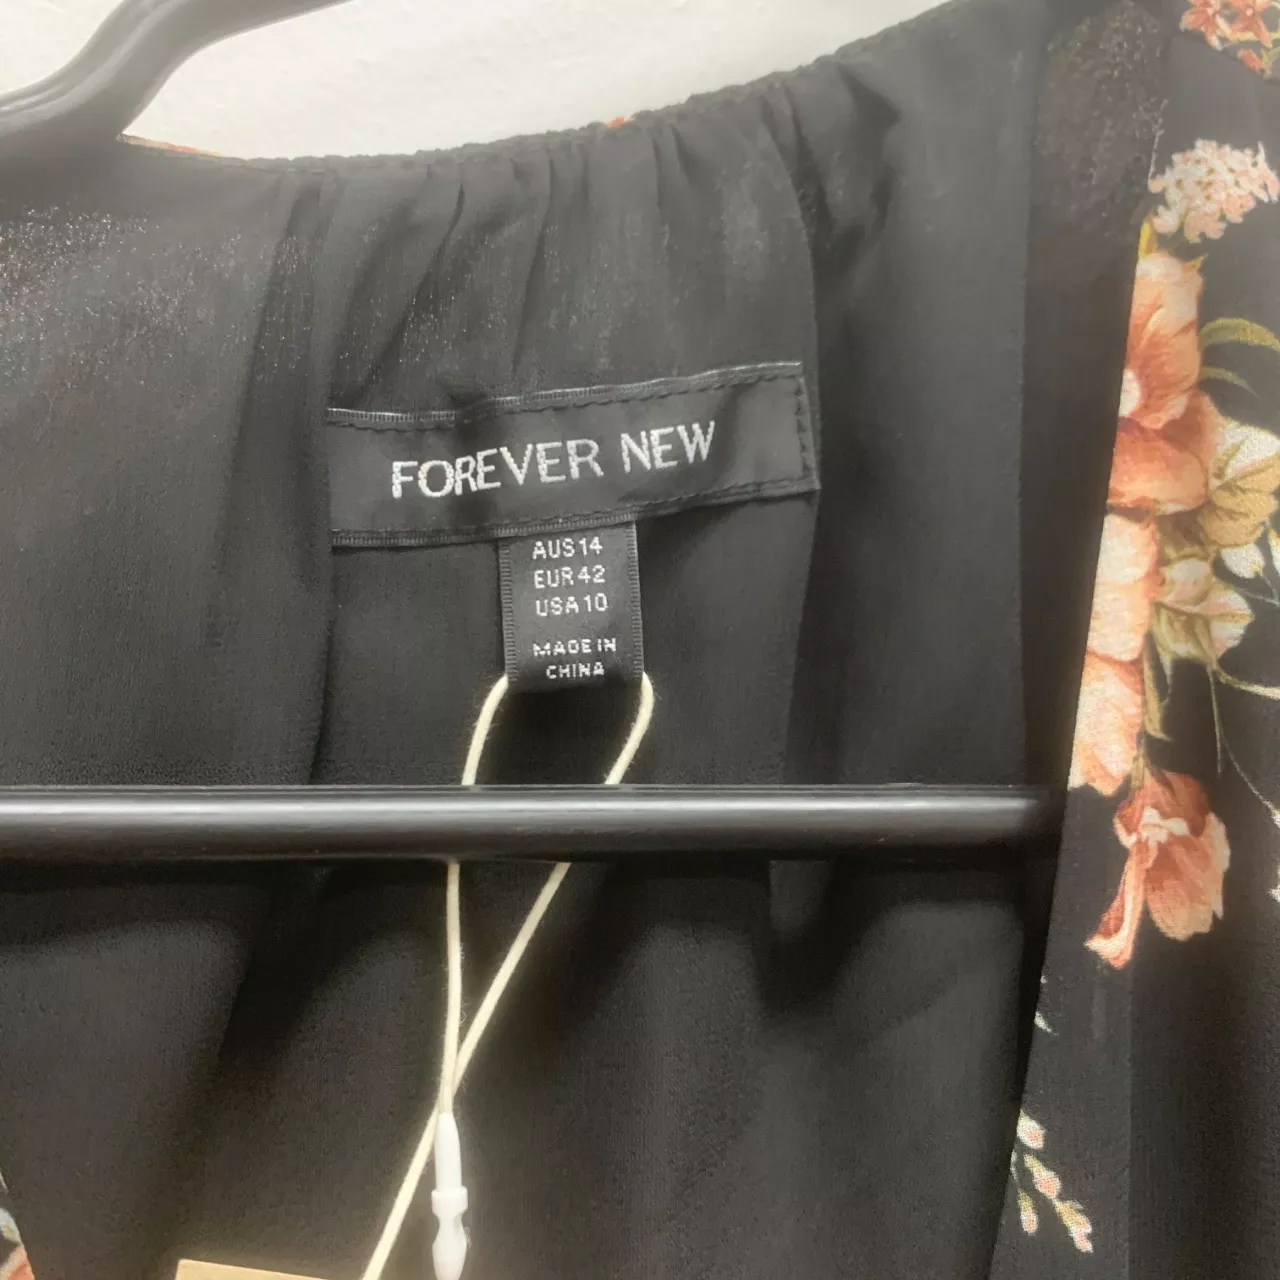 FOREVER NEW
AUS 14
EUR 42
USA 10
MADE IN
CHINA